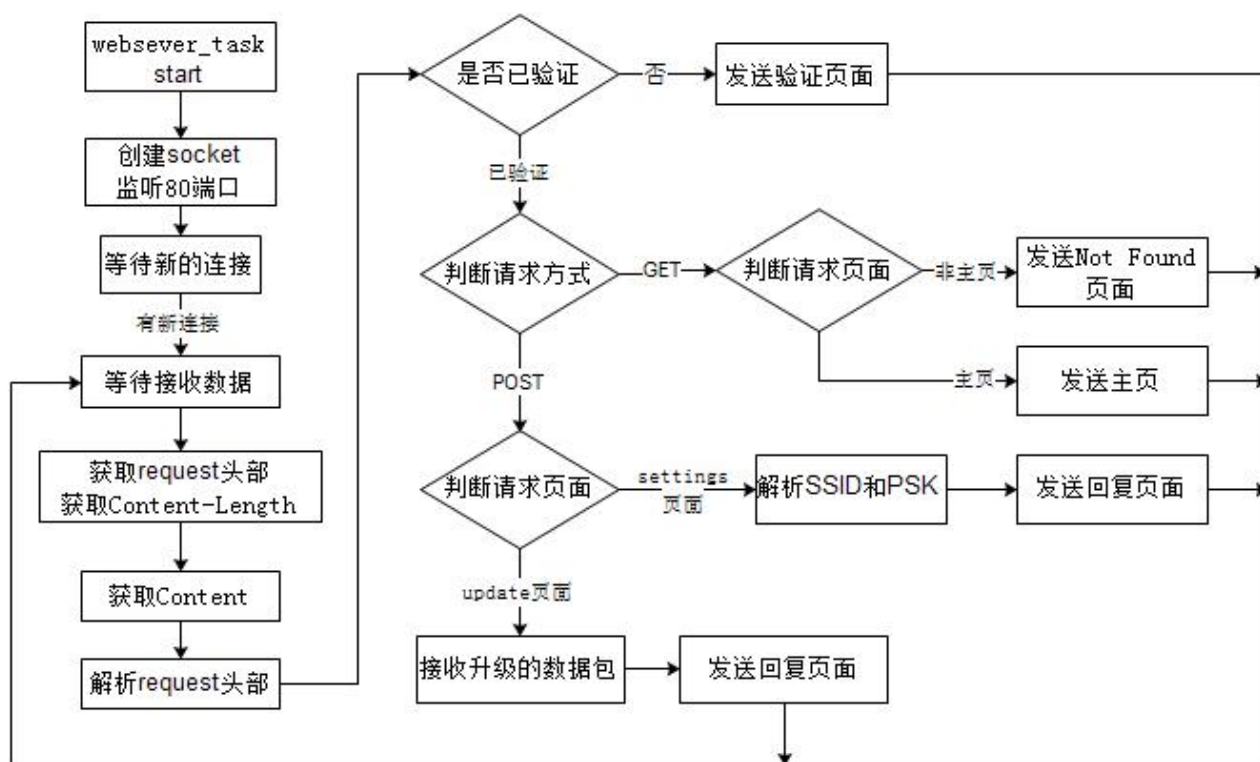 websever_task
start
创建socket
监听80端口
等待新的连接
有新连接
等待接收数据
获取request头部
获取Content-Length
获取Content
解析request头部
是否已验证
否
发送验证页面
已验证
判断请求方式
GET
判断请求页面
非主页
发送Not Found
页面
主页
发送主页
POST
判断请求页面
settings
页面
解析SSID和PSK
发送回复页面
update页面
接收升级的数据包
发送回复页面